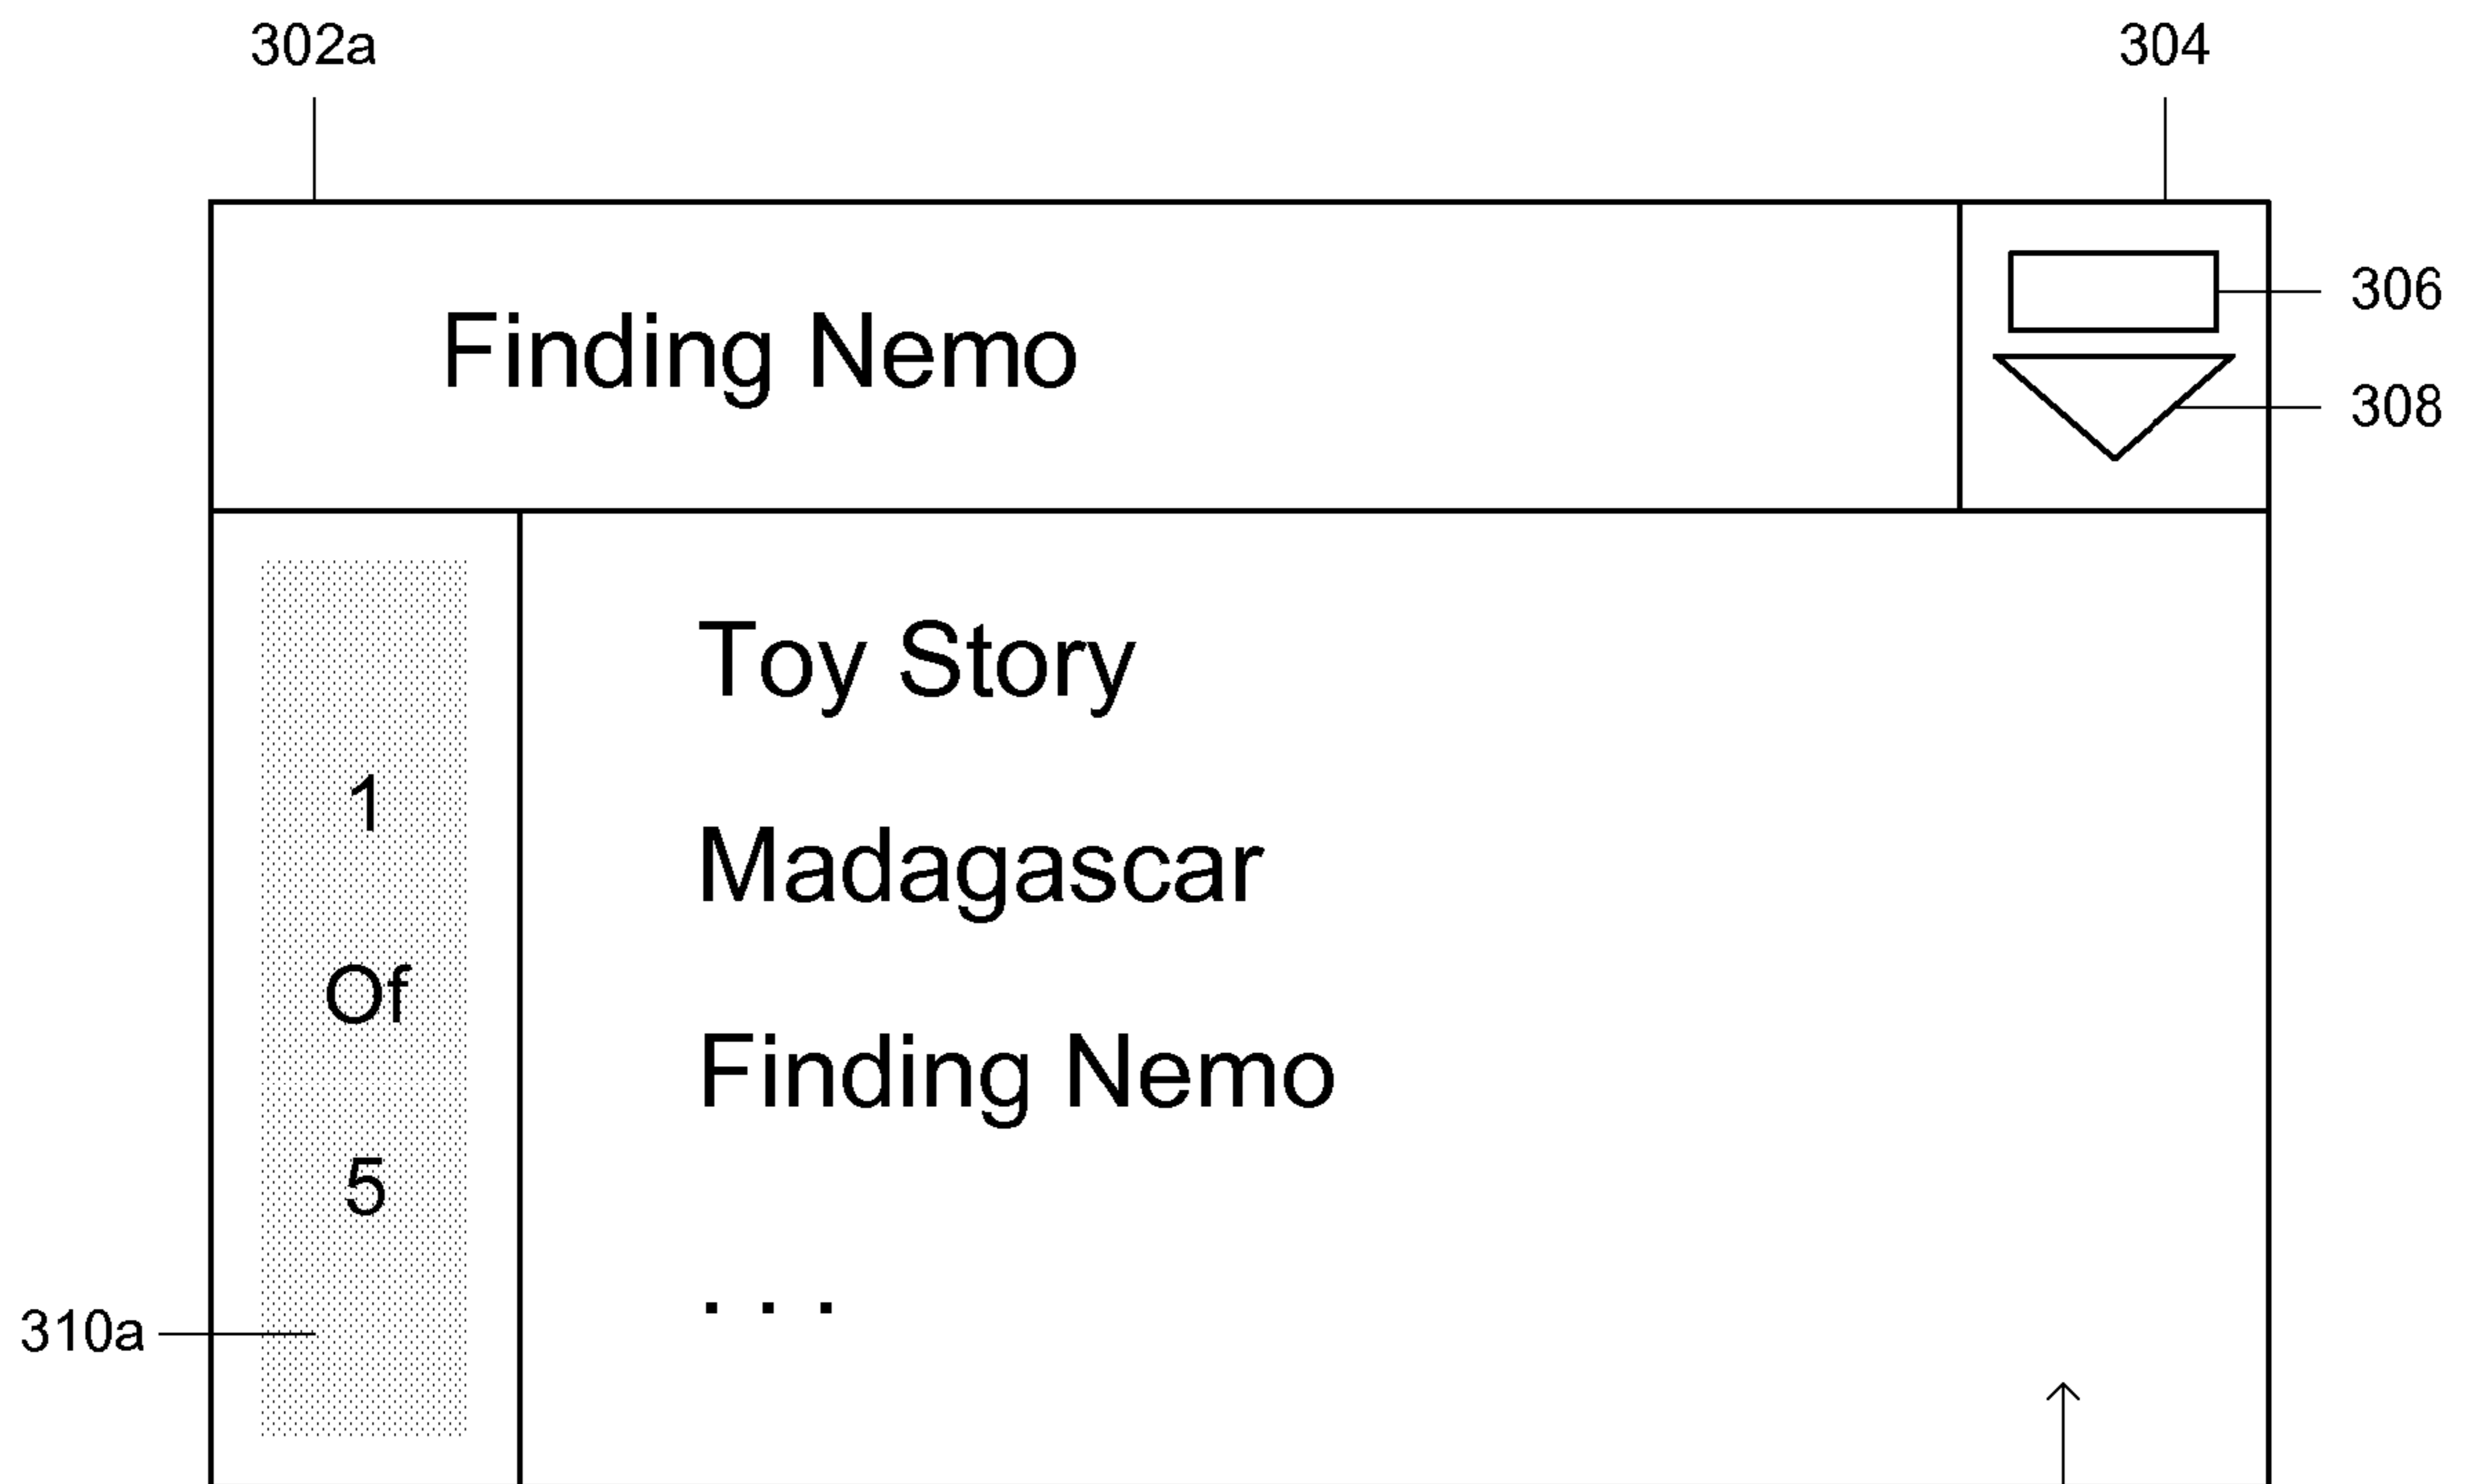 302a
304
Finding Nemo
306
308
Toy Story
1
Madagascar
Of
Finding Nemo
5
. . .
310a